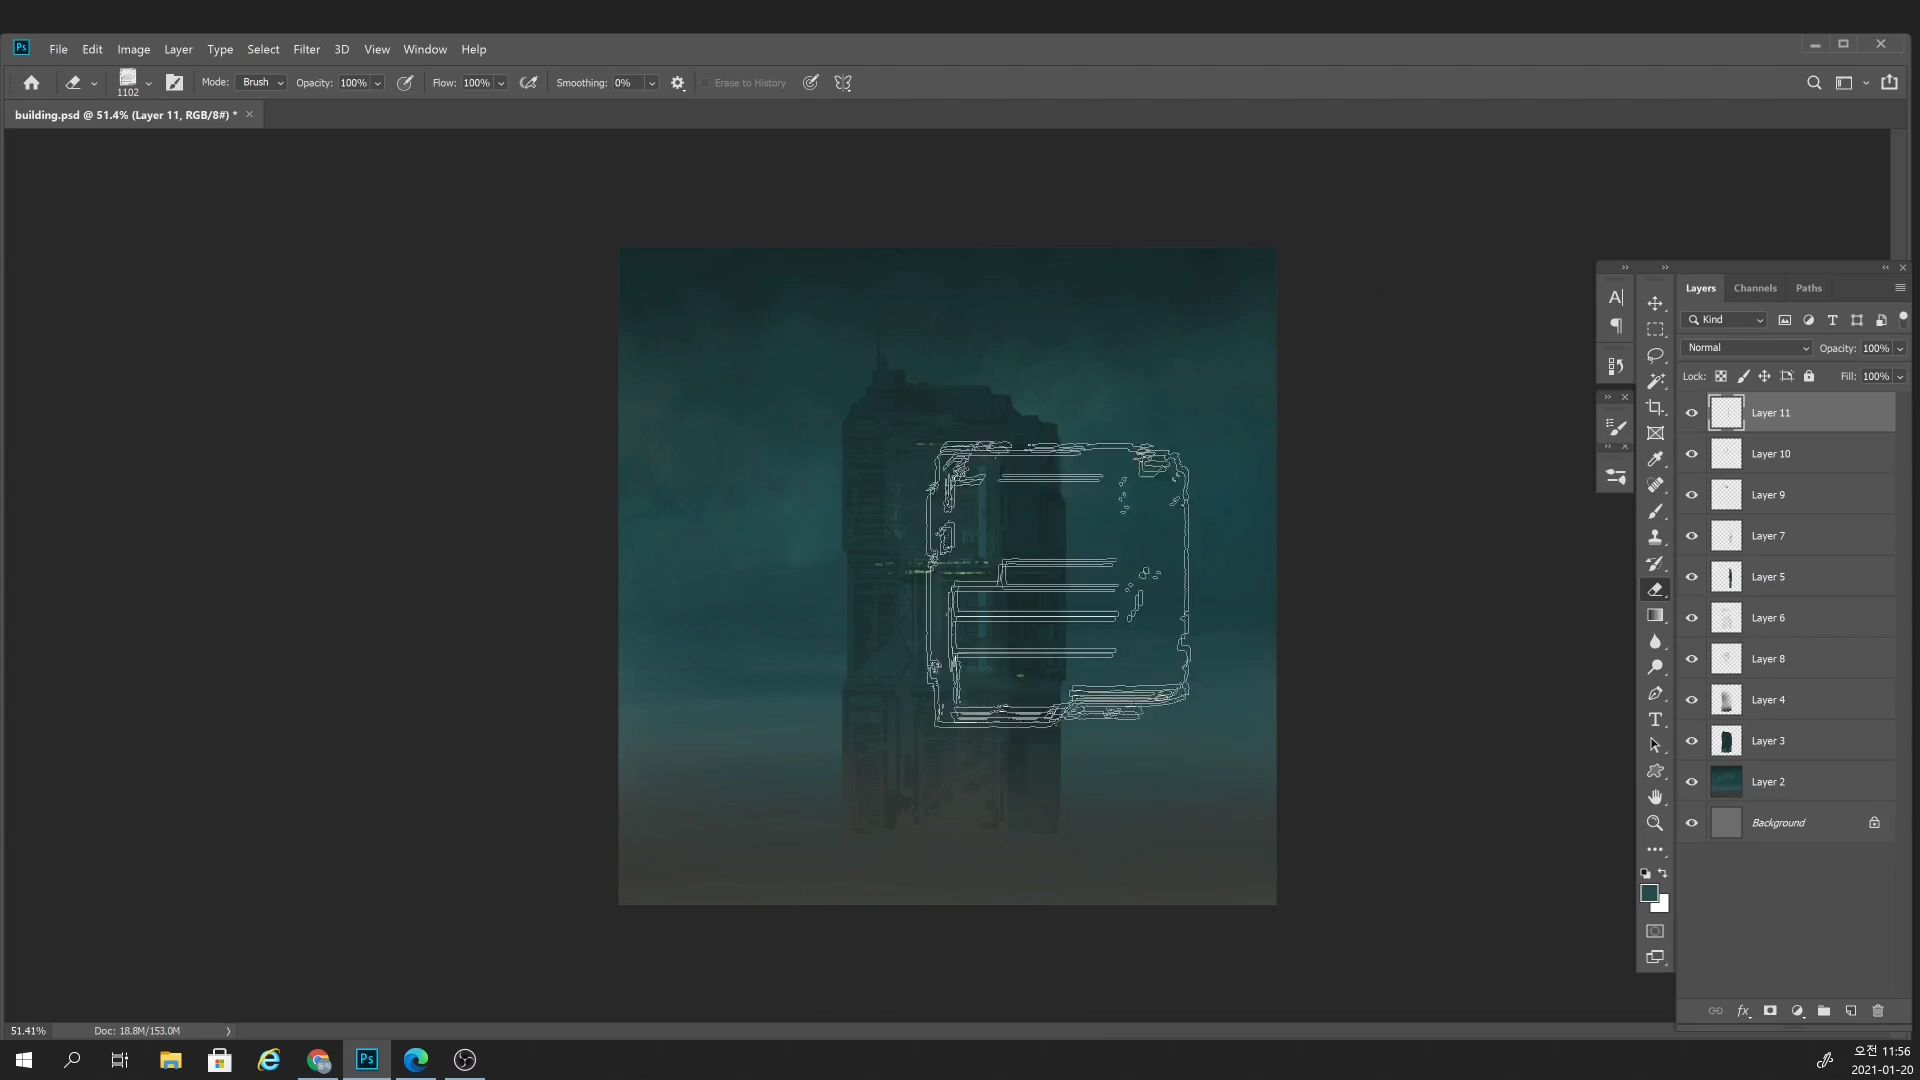 Ps File Edit Image Layer Type Select Filter 3D View Window Help
1102 Mode: Brush Opacity: 100% Flow: 100% Smoothing: 0% Erase to History
building.psd @ 51.4% (Layer 11, RGB/8#) *
Layers Channels Paths
Kind
Normal Opacity: 100%
Lock: Fill: 100%
Layer 11
Layer 10
Layer 9
Layer 7
Layer 5
Layer 6
Layer 8
Layer 4
Layer 3
Layer 2
Background
51.41% Doc: 18.8M/153.0M
Ps
오전 11:56
2021-01-20